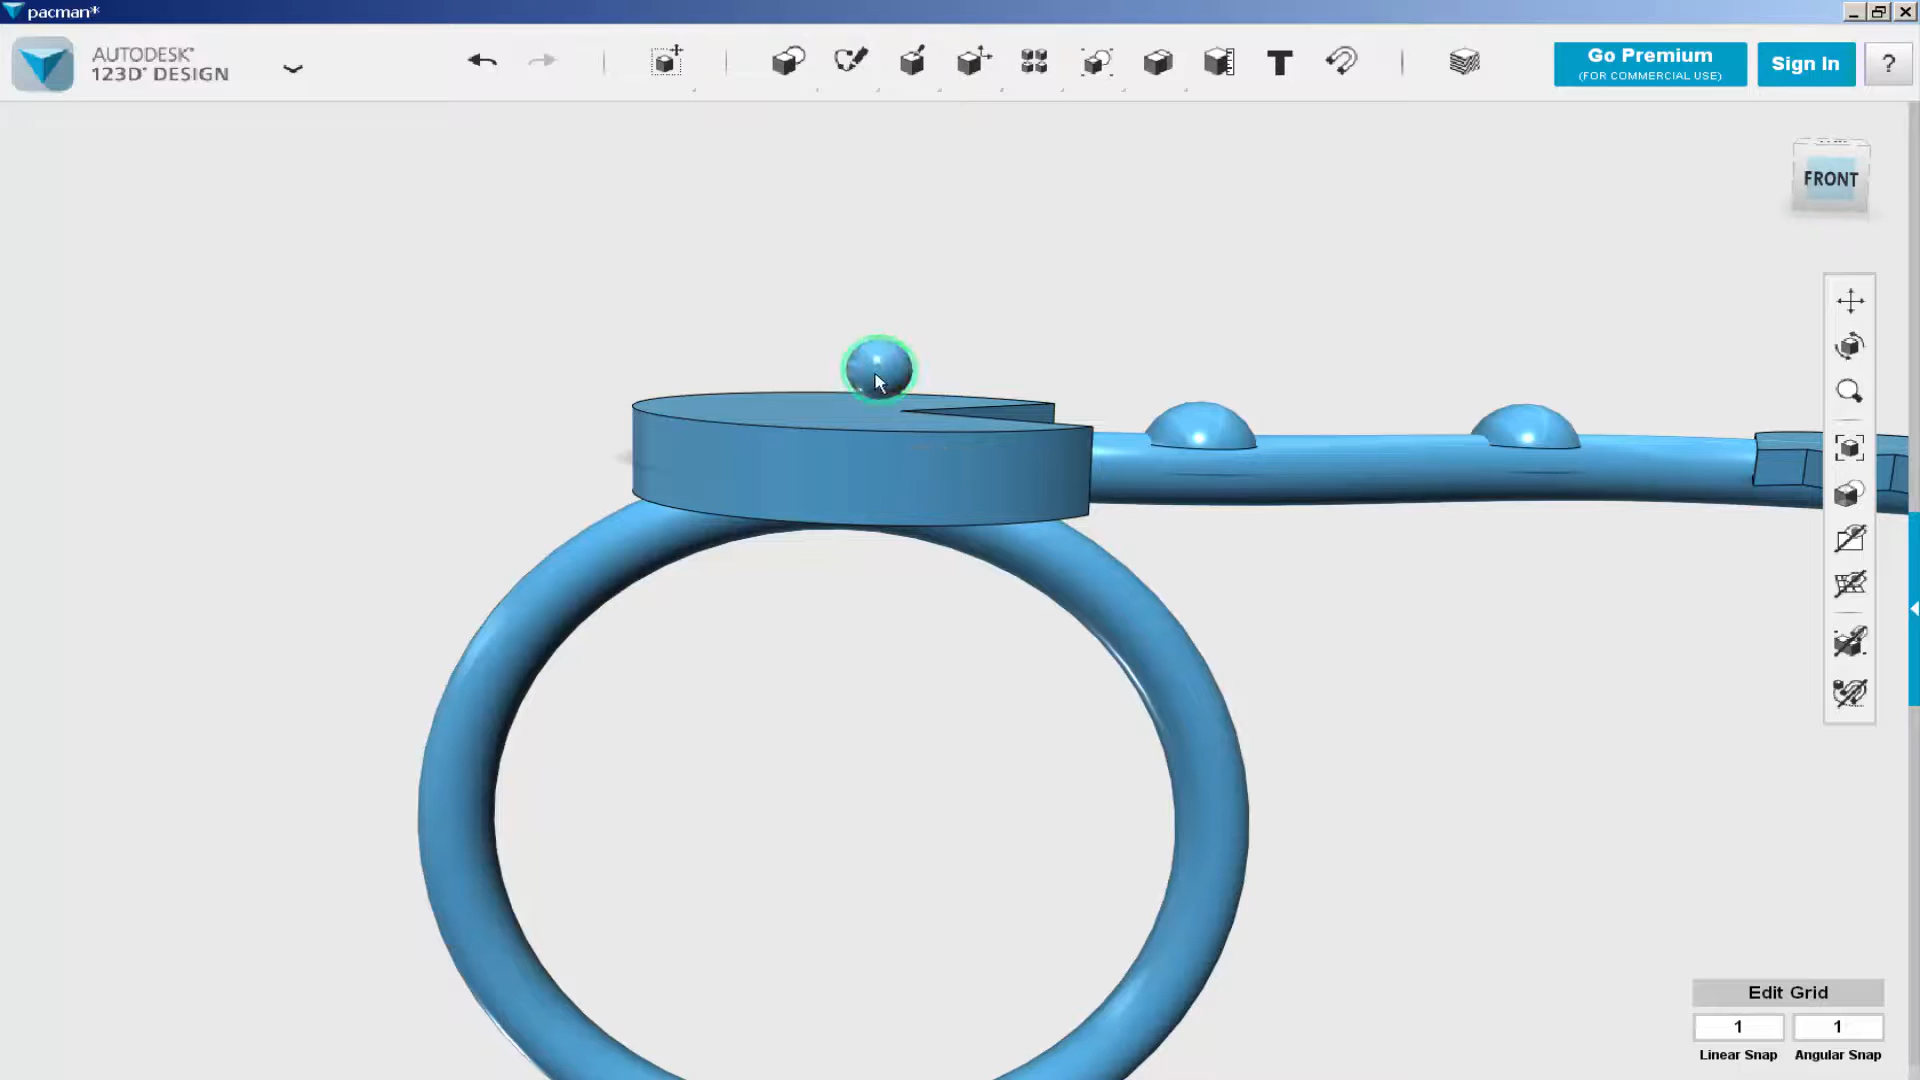 pacman*
AUTODESK®
123D® DESIGN
T
Go Premium
(FOR COMMERCIAL USE)
Sign In
?
FRONT
Edit Grid
1
1
Linear Snap
Angular Snap